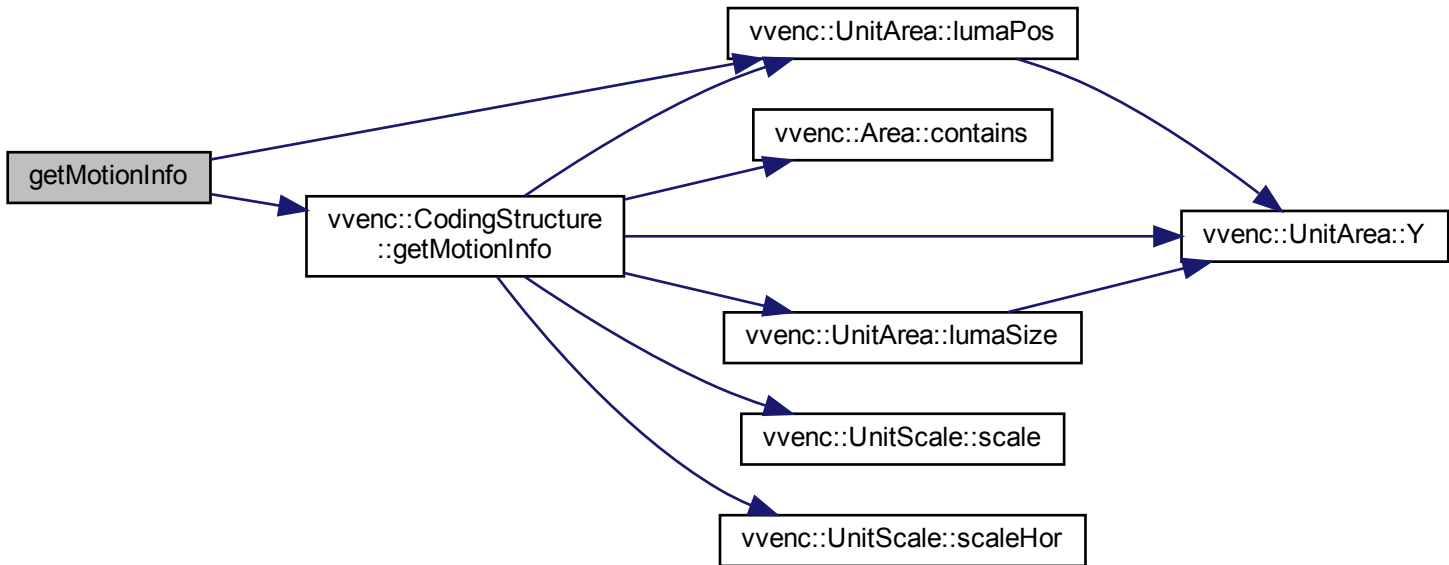 vvenc::UnitArea::lumaPos
vvenc::Area::contains
getMotionInfo
vvenc::CodingStructure
::getMotionInfo
vvenc::UnitArea::Y
vvenc::UnitArea::lumaSize
vvenc::UnitScale::scale
vvenc::UnitScale::scaleHor